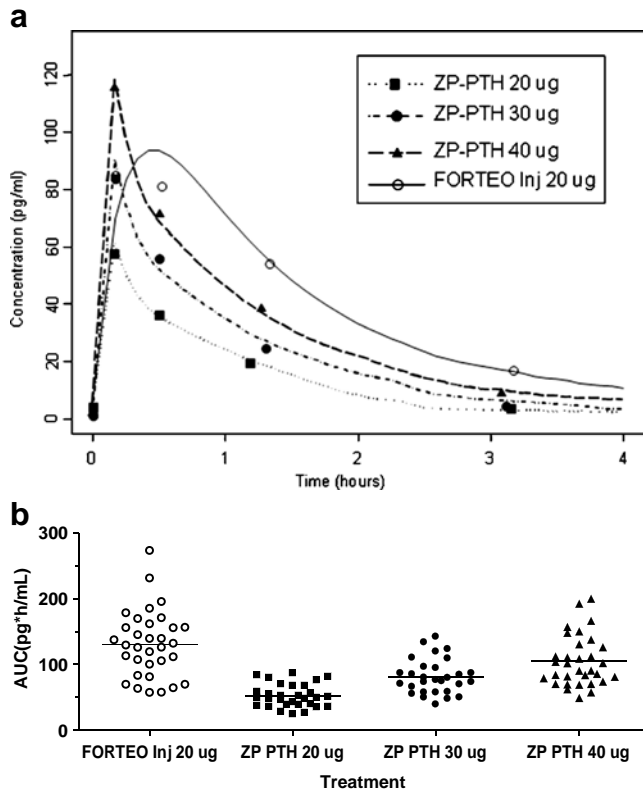 a
Concentration (pg/ml)
120
100
80
60
40
20
0
ZP-PTH 20 ug
ZP-PTH 30 ug
ZP-PTH 40 ug
FORTEO Inj 20 ug
0 1 2 3 4
Time (hours)
b
AUC(pg*h/mL)
300
200
100
0
FORTEO Inj 20 ug ZP PTH 20 ug ZP PTH 30 ug ZP PTH 40 ug
Treatment